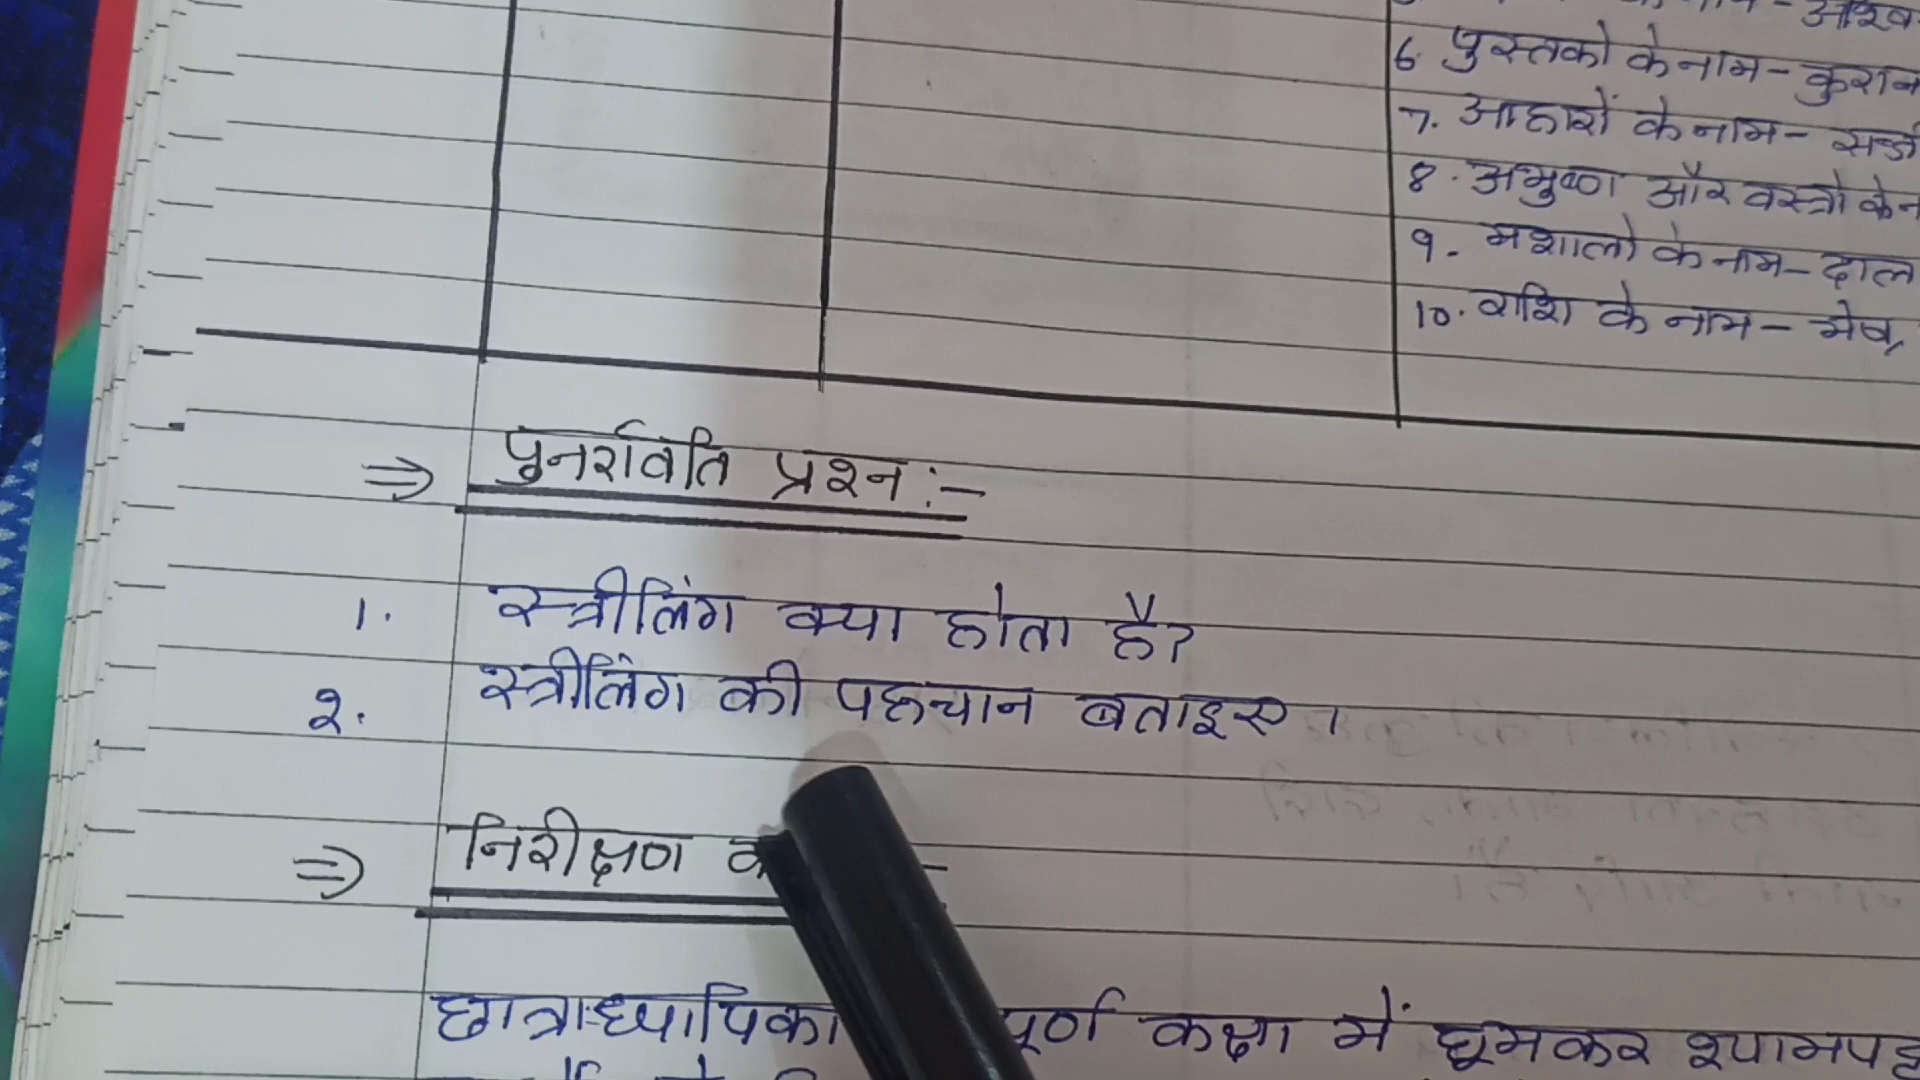 6. पुस्तको के नाम - कुरान
7. आहारों के नाम -
8. अभुष्ण और वस्त्रो के
9. मशालो के नाम - दाल
10. राशि के नाम - मेष,
⇒ पुनर्रावति प्रश्न :-
1. स्त्रीलिंग क्या होता है?
2. स्त्रीलिंग की पहचान बताइए ।
⇒ निरीक्षण
छात्राध्यापिका कक्षा में घूमकर